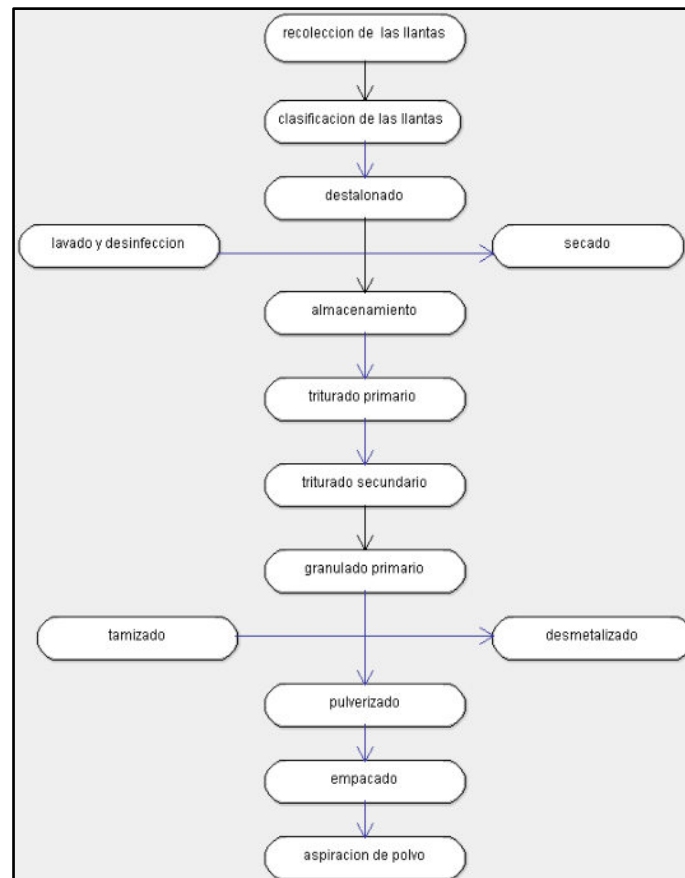 recoleccion de las llantas
clasificacion de las llantas
destalonado
lavado y desinfeccion
secado
almacenamiento
triturado primario
triturado secundario
granulado primario
tamizado
desmetalizado
pulverizado
empacado
aspiracion de polvo